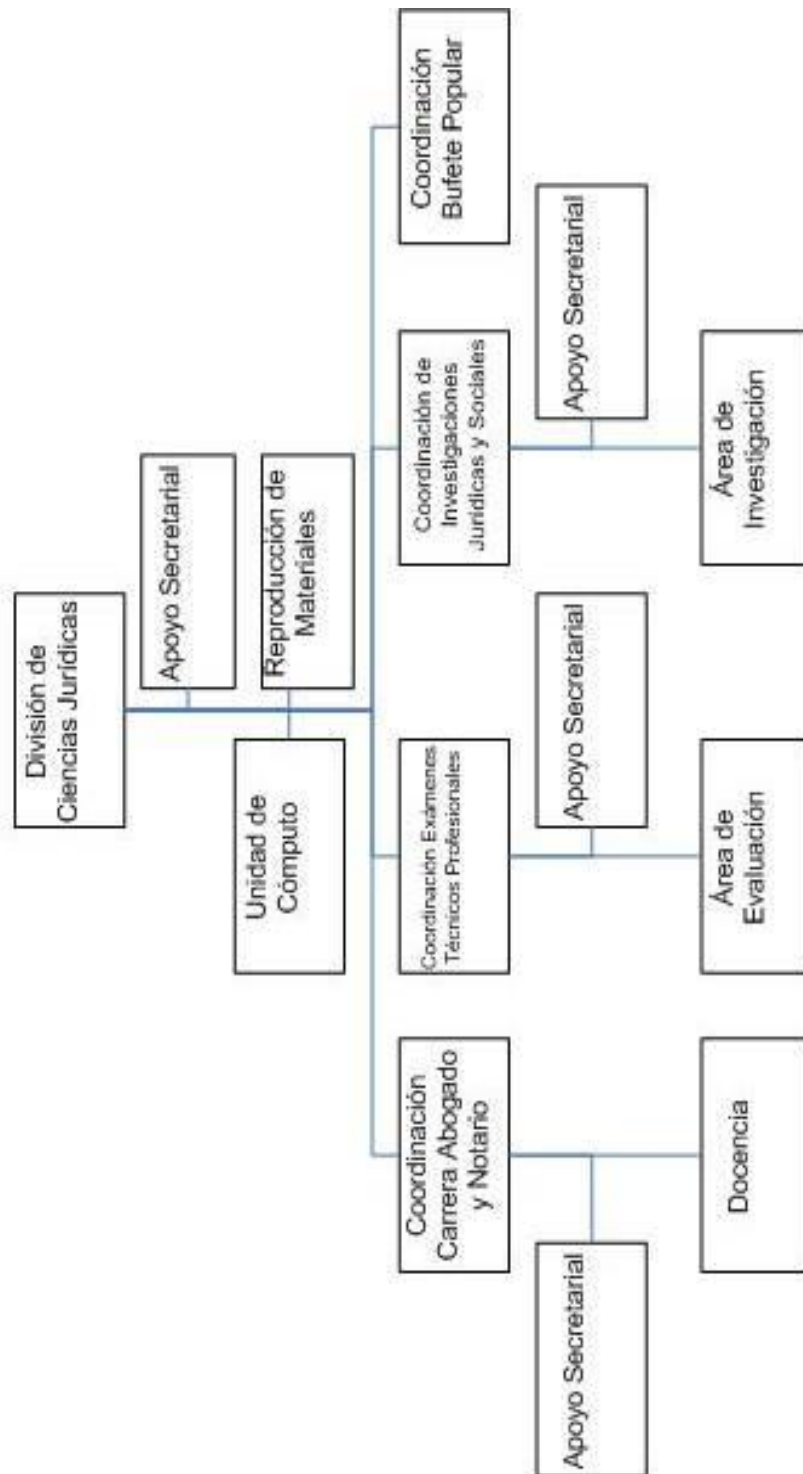 División de
Ciencias Jurídicas
Apoyo Secretarial
Unidad de
Cómputo
Reproducción de
Materiales
Coordinación
Carrera Abogado
y Notario
Coordinación Exámenes
Técnicos Profesionales
Coordinación de
Investigaciones
Jurídicas y Sociales
Coordinación
Bufete Popular
Apoyo Secretarial
Apoyo Secretarial
Apoyo Secretarial
Docencia
Área de
Evaluación
Área de
Investigación